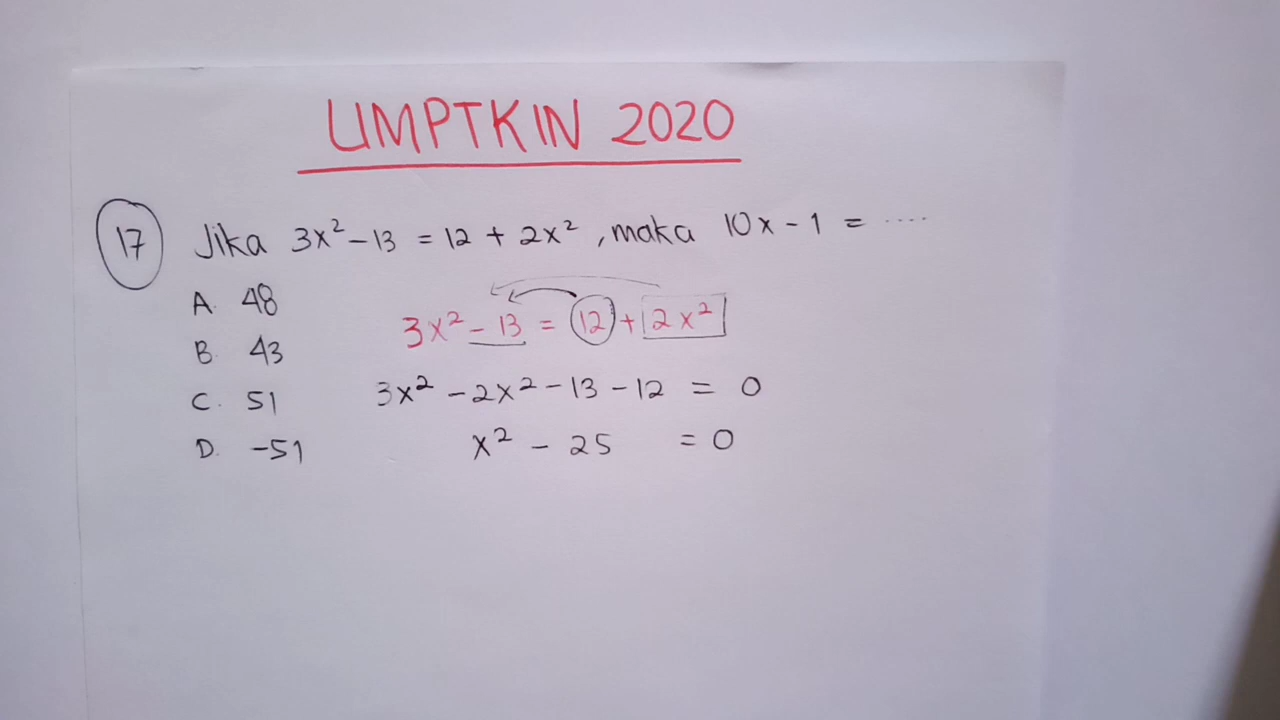 UMPTKIN 2020
17 Jika 3x² - 13 = 12 + 2x², maka 10x - 1 = ....
A. 48
B. 43
C. 51
D. -51
3x² - 13 = 12 + 2x²
3x² - 2x² - 13 - 12 = 0
x² - 25 = 0